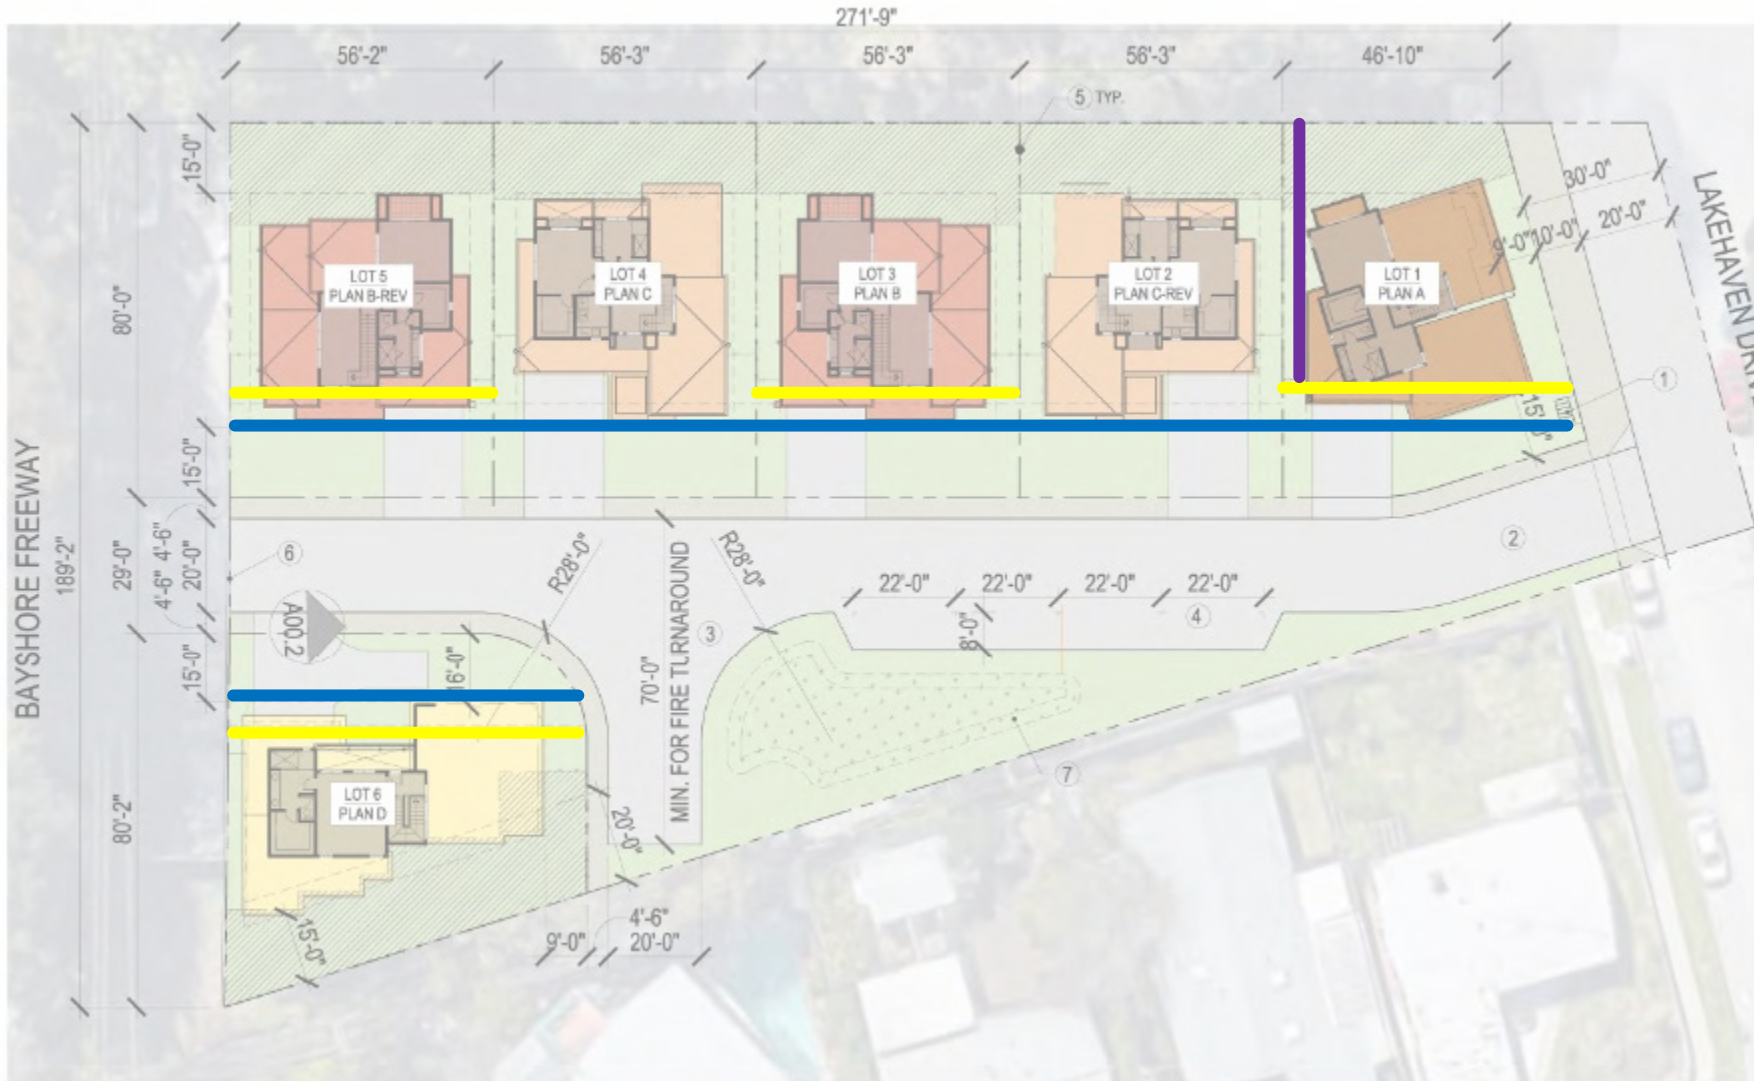 271'-9"
56'-2"
56'-3"
56'-3"
56'-3"
46'-10"
5 TYP.
15'-0"
30'-0"
20'-0"
9'-0"
10'-0"
LAKEHAVEN DRIV
LOT 5
PLAN B-REV
LOT 4
PLAN C
LOT 3
PLAN B
LOT 2
PLAN C-REV
LOT 1
PLAN A
80'-0"
1
15'-0"
15'-0"
BAYSHORE FREEWAY
189'-2"
29'-0"
4'-6"
4'-6"
20'-0"
6
A00.2
R28'-0"
MIN. FOR FIRE TURNAROUND
70'-0"
R28'-0"
3
22'-0"
22'-0"
22'-0"
22'-0"
8'-0"
4
2
15'-0"
16'-0"
80'-2"
LOT 6
PLAN D
20'-0"
7
15'-0"
9'-0"
4'-6"
20'-0"